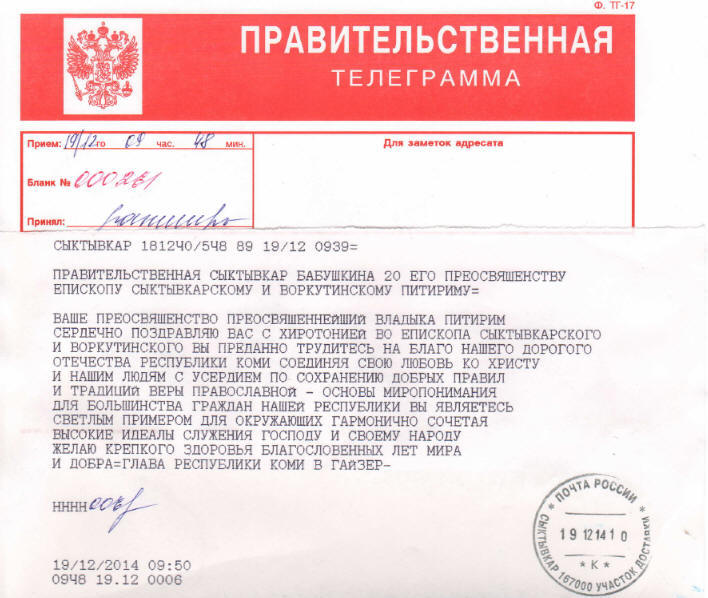 Ф. ТГ-17
ПРАВИТЕЛЬСТВЕННАЯ
ТЕЛЕГРАММА
Прием: 19/12 го 09 час. 48 мин.
Для заметок адресата
Бланк № 000261
Принял:
СЫКТЫВКАР 1812Ч0/5Ч8 89 19/12 0939=
ПРАВИТЕЛЬСТВЕННАЯ СЫКТЫВКАР БАБУШКИНА 20 ЕГО ПРЕОСВЯШЕНСТВУ
ЕПИСКОПУ СЫКТЫВКАРСКОМУ И ВОРКУТИНСКОМУ ПИТИРИМУ=
ВАШЕ ПРЕОСВЯШЕНСТВО ПРЕОСВЯШЕННЕЙШИЙ ВЛАДЫКА ПИТИРИМ
СЕРДЕЧНО ПОЗДРАВЛЯЮ ВАС С ХИРОТОНИЕЙ ВО ЕПИСКОПА СЫКТЫВКАРСКОГО
И ВОРКУТИНСКОГО ВЫ ПРЕДАННО ТРУДИТЕСЬ НА БЛАГО НАШЕГО ДОРОГОГО
ОТЕЧЕСТВА РЕСПУБЛИКИ КОМИ СОЕДИНЯЯ СВОЮ ЛЮБОВЬ КО ХРИСТУ
И НАШИМ ЛЮДЯМ С УСЕРДИЕМ ПО СОХРАНЕНИЮ ДОБРЫХ ПРАВИЛ
И ТРАДИЦИЙ ВЕРЫ ПРАВОСЛАВНОЙ - ОСНОВЫ МИРОПОНИМАНИЯ
ДЛЯ БОЛЬШИНСТВА ГРАЖДАН НАШЕЙ РЕСПУБЛИКИ ВЫ ЯВЛЯЕТЕСЬ
СВЕТЛЫМ ПРИМЕРОМ ДЛЯ ОКРУЖАЮЩИХ ГАРМОНИЧНО СОЧЕТАЯ
ВЫСОКИЕ ИДЕАЛЫ СЛУЖЕНИЯ ГОСПОДУ И СВОЕМУ НАРОДУ
ЖЕЛАЮ КРЕПКОГО ЗДОРОВЬЯ БЛАГОСЛОВЕННЫХ ЛЕТ МИРА
И ДОБРА=ГЛАВА РЕСПУБЛИКИ КОМИ В ГАЙЗЕР-
НННН
19/12/2014 09:50
09Ч8 19.12 0006
* ПОЧТА РОССИИ *
19 12 14 1 0
* К *
СЫКТЫВКАР 167000 УЧАСТОК ДОСТАВКИ